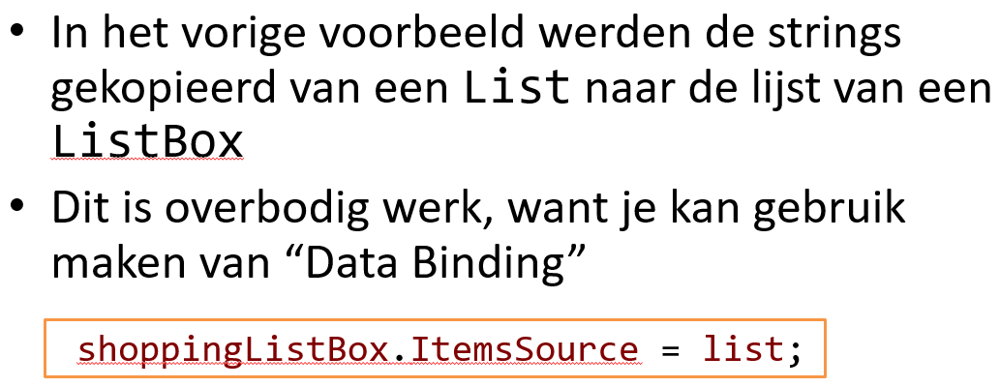 • In het vorige voorbeeld werden de strings
gekopieerd van een List naar de lijst van een
ListBox
• Dit is overbodig werk, want je kan gebruik
maken van “Data Binding”
shoppingListBox.ItemsSource = list;